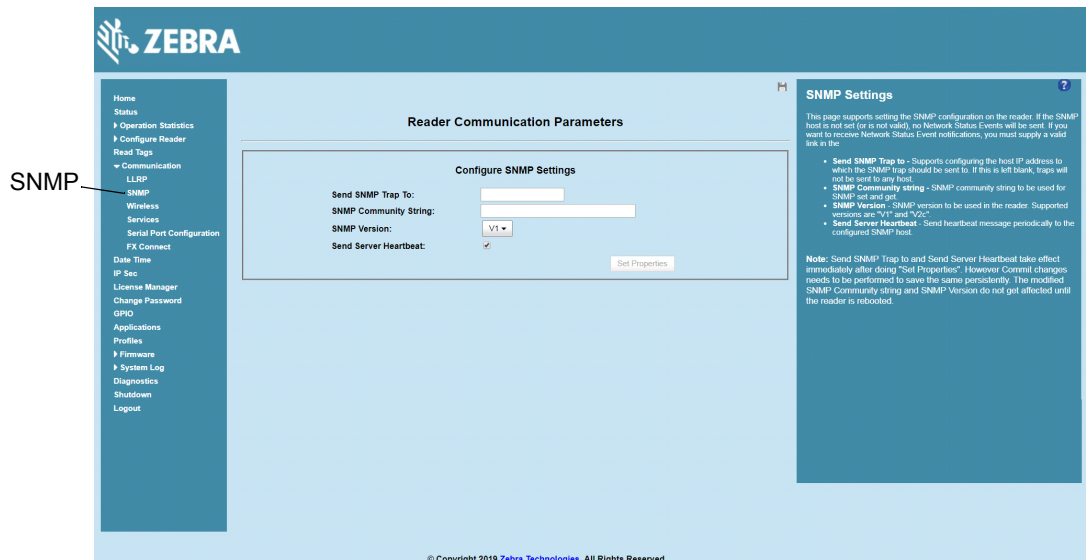 ZEBRA
SNMP
Home
Status
Operation Statistics
Configure Reader
Read Tags
Communication
LLRP
SNMP
Wireless
Services
Serial Port Configuration
FX Connect
Date Time
IP Sec
License Manager
Change Password
GPIO
Applications
Profiles
Firmware
System Log
Diagnostics
Shutdown
Logout
Reader Communication Parameters
Configure SNMP Settings
Send SNMP Trap To:
SNMP Community String:
SNMP Version: V1
Send Server Heartbeat:
Set Properties
?
SNMP Settings
This page supports setting the SNMP configuration on the reader. If the SNMP
host is not set (or is not valid), no Network Status Events will be sent. If you
want to receive Network Status Event notifications, you must supply a valid
link in the
• Send SNMP Trap to - Supports configuring the host IP address to
which the SNMP trap should be sent to. If this is left blank, traps will
not be sent to any host.
• SNMP Community string - SNMP community string to be used for
SNMP set and get.
• SNMP Version - SNMP version to be used in the reader. Supported
versions are "V1" and "V2c".
• Send Server Heartbeat - Send heartbeat message periodically to the
configured SNMP host.
Note: Send SNMP Trap to and Send Server Heartbeat take effect
immediately after doing "Set Properties". However Commit changes
needs to be performed to save the same persistently. The modified
SNMP Community string and SNMP Version do not get affected until
the reader is rebooted.
© Copyright 2019 Zebra Technologies. All Rights Reserved.